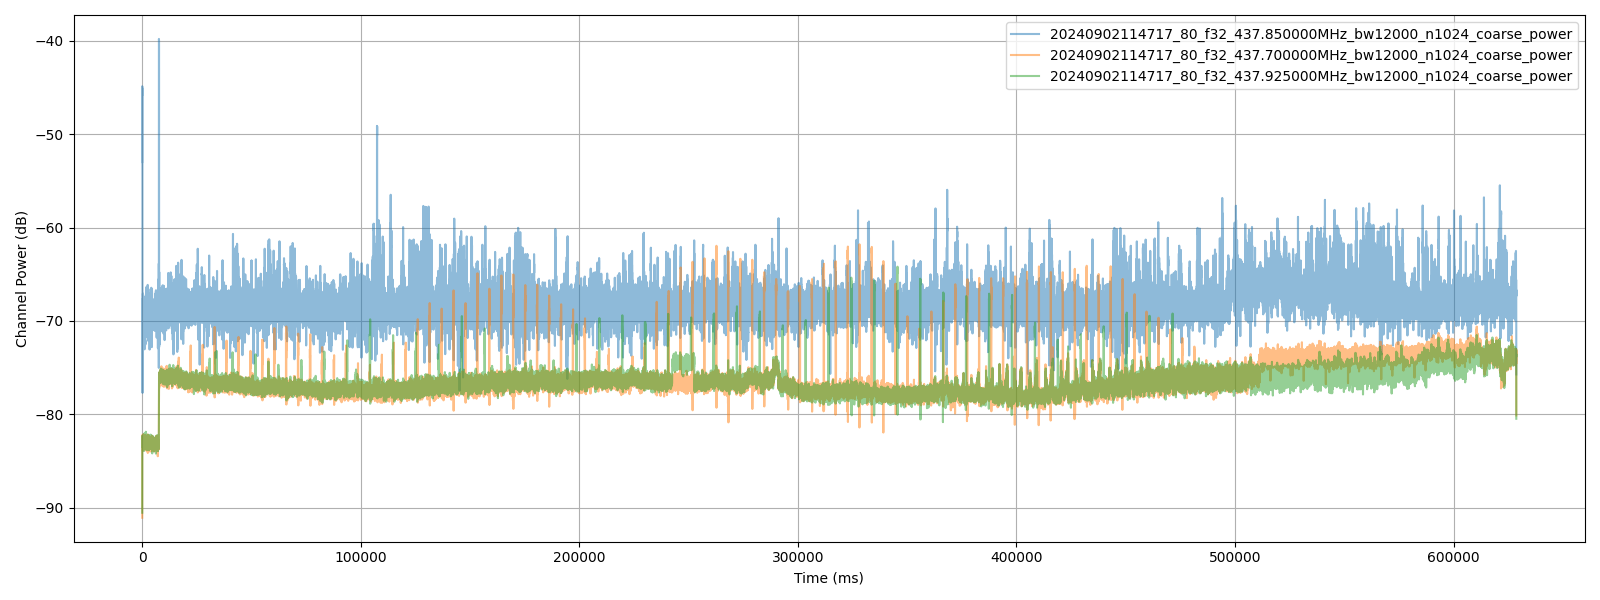 −40
−50
−60
−70
−80
−90
Channel Power (dB)
20240902114717_80_f32_437.850000MHz_bw12000_n1024_coarse_power
20240902114717_80_f32_437.700000MHz_bw12000_n1024_coarse_power
20240902114717_80_f32_437.925000MHz_bw12000_n1024_coarse_power
0 100000 200000 300000 400000 500000 600000
Time (ms)